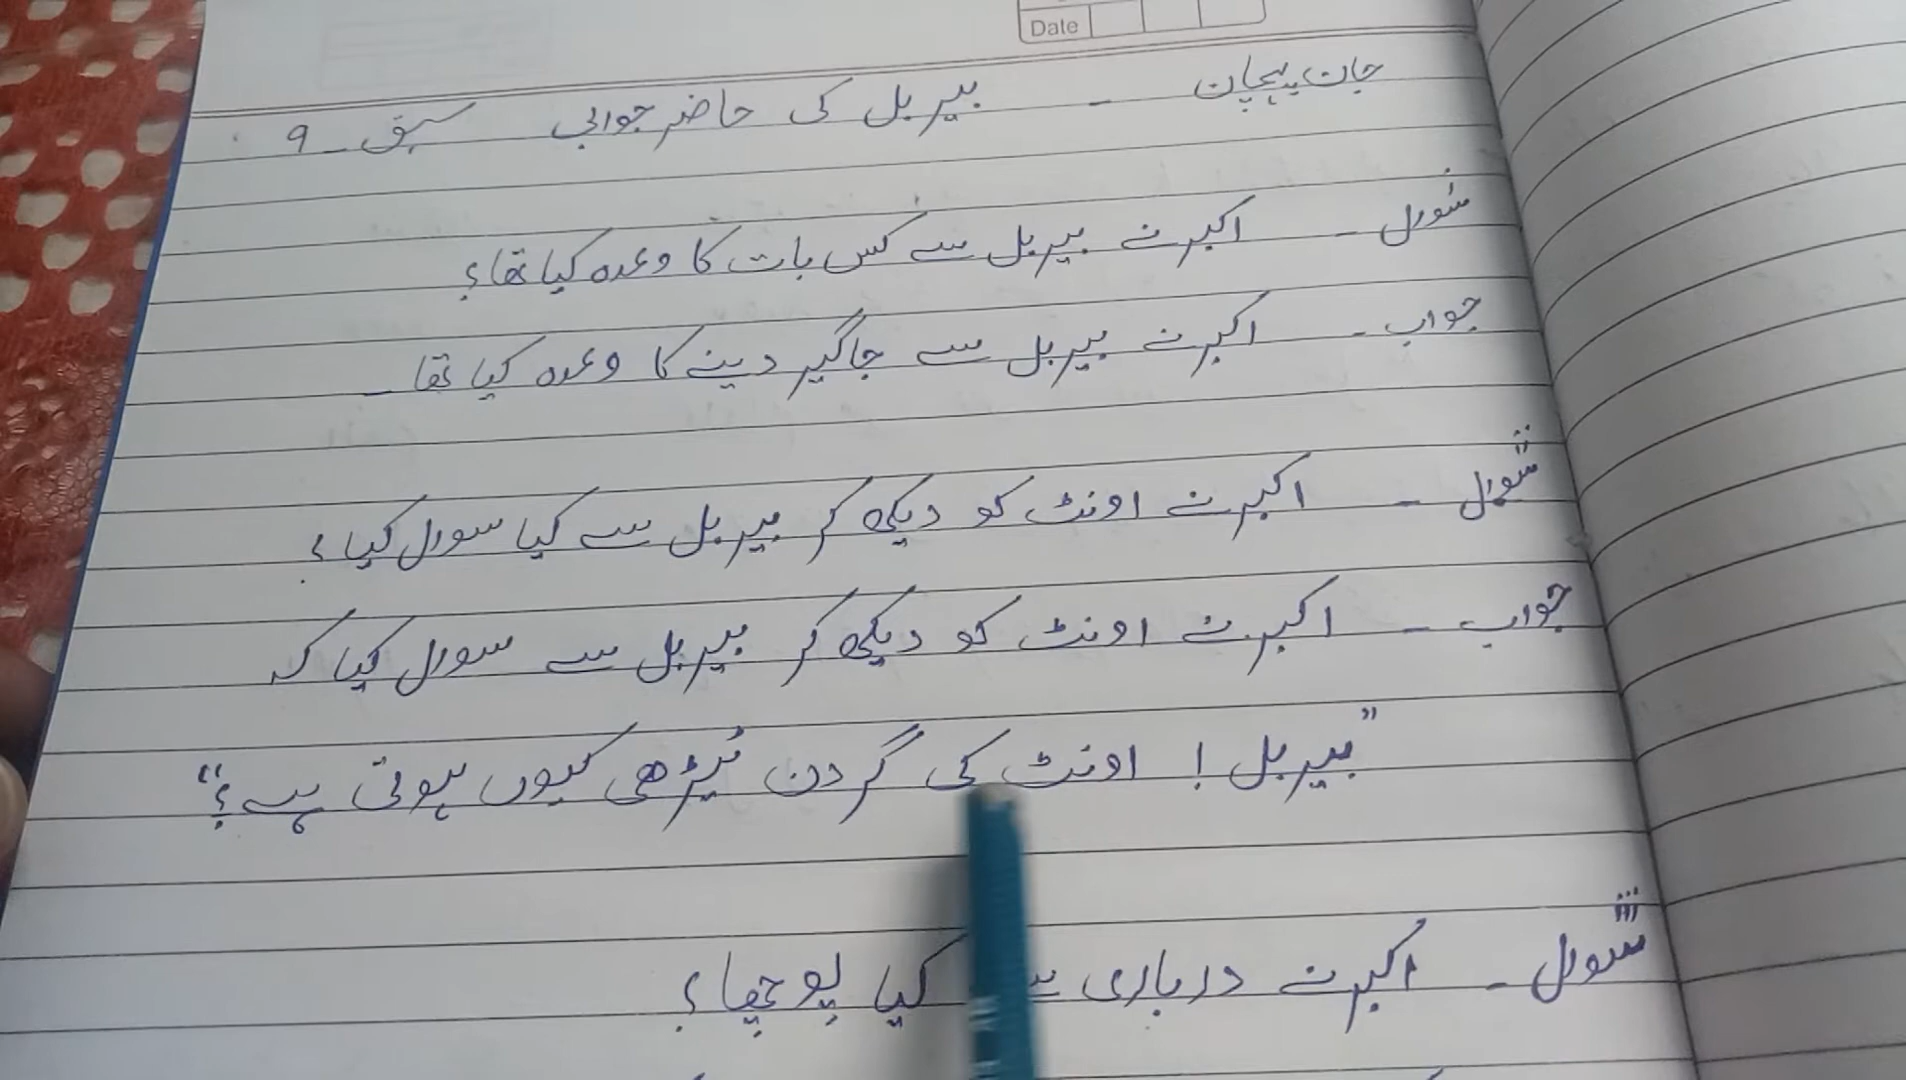 Date
جان پہچان - بیربل کی حاضر جوابی سبق - ۹
سوال - اکبر نے بیربل سے کس بات کا وعدہ کیا تھا؟
جواب - اکبر نے بیربل سے جاگیر دینے کا وعدہ کیا تھا -
سوال - اکبر نے اونٹ کو دیکھ کر بیربل سے کیا سوال کیا؟
جواب - اکبر نے اونٹ کو دیکھ کر بیربل سے سوال کیا کہ
"بیربل! اونٹ کی گردن ٹیڑھی کیوں ہوتی ہے؟"
سوال - اکبر نے درباری سے کیا پوچھا؟